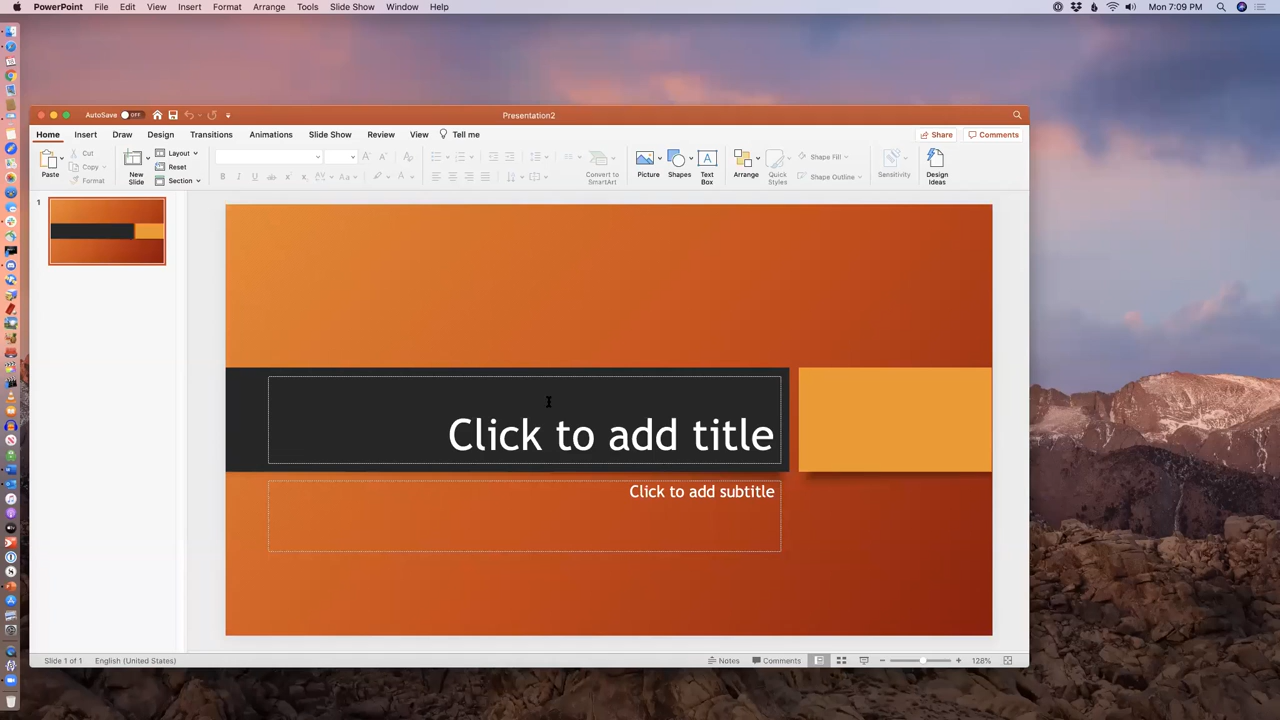 PowerPoint File Edit View Insert Format Arrange Tools Slide Show Window Help Mon 7:09 PM
AutoSave OFF Presentation2
Home Insert Draw Design Transitions Animations Slide Show Review View Tell me Share Comments
Paste Cut Copy Format
New Slide Layout Reset Section
B I U ab
Convert to SmartArt
Picture Shapes Text Box Arrange Quick Styles
Shape Fill
Shape Outline
Sensitivity Design Ideas
1
Click to add title
Click to add subtitle
Slide 1 of 1 English (United States) Notes Comments 128%